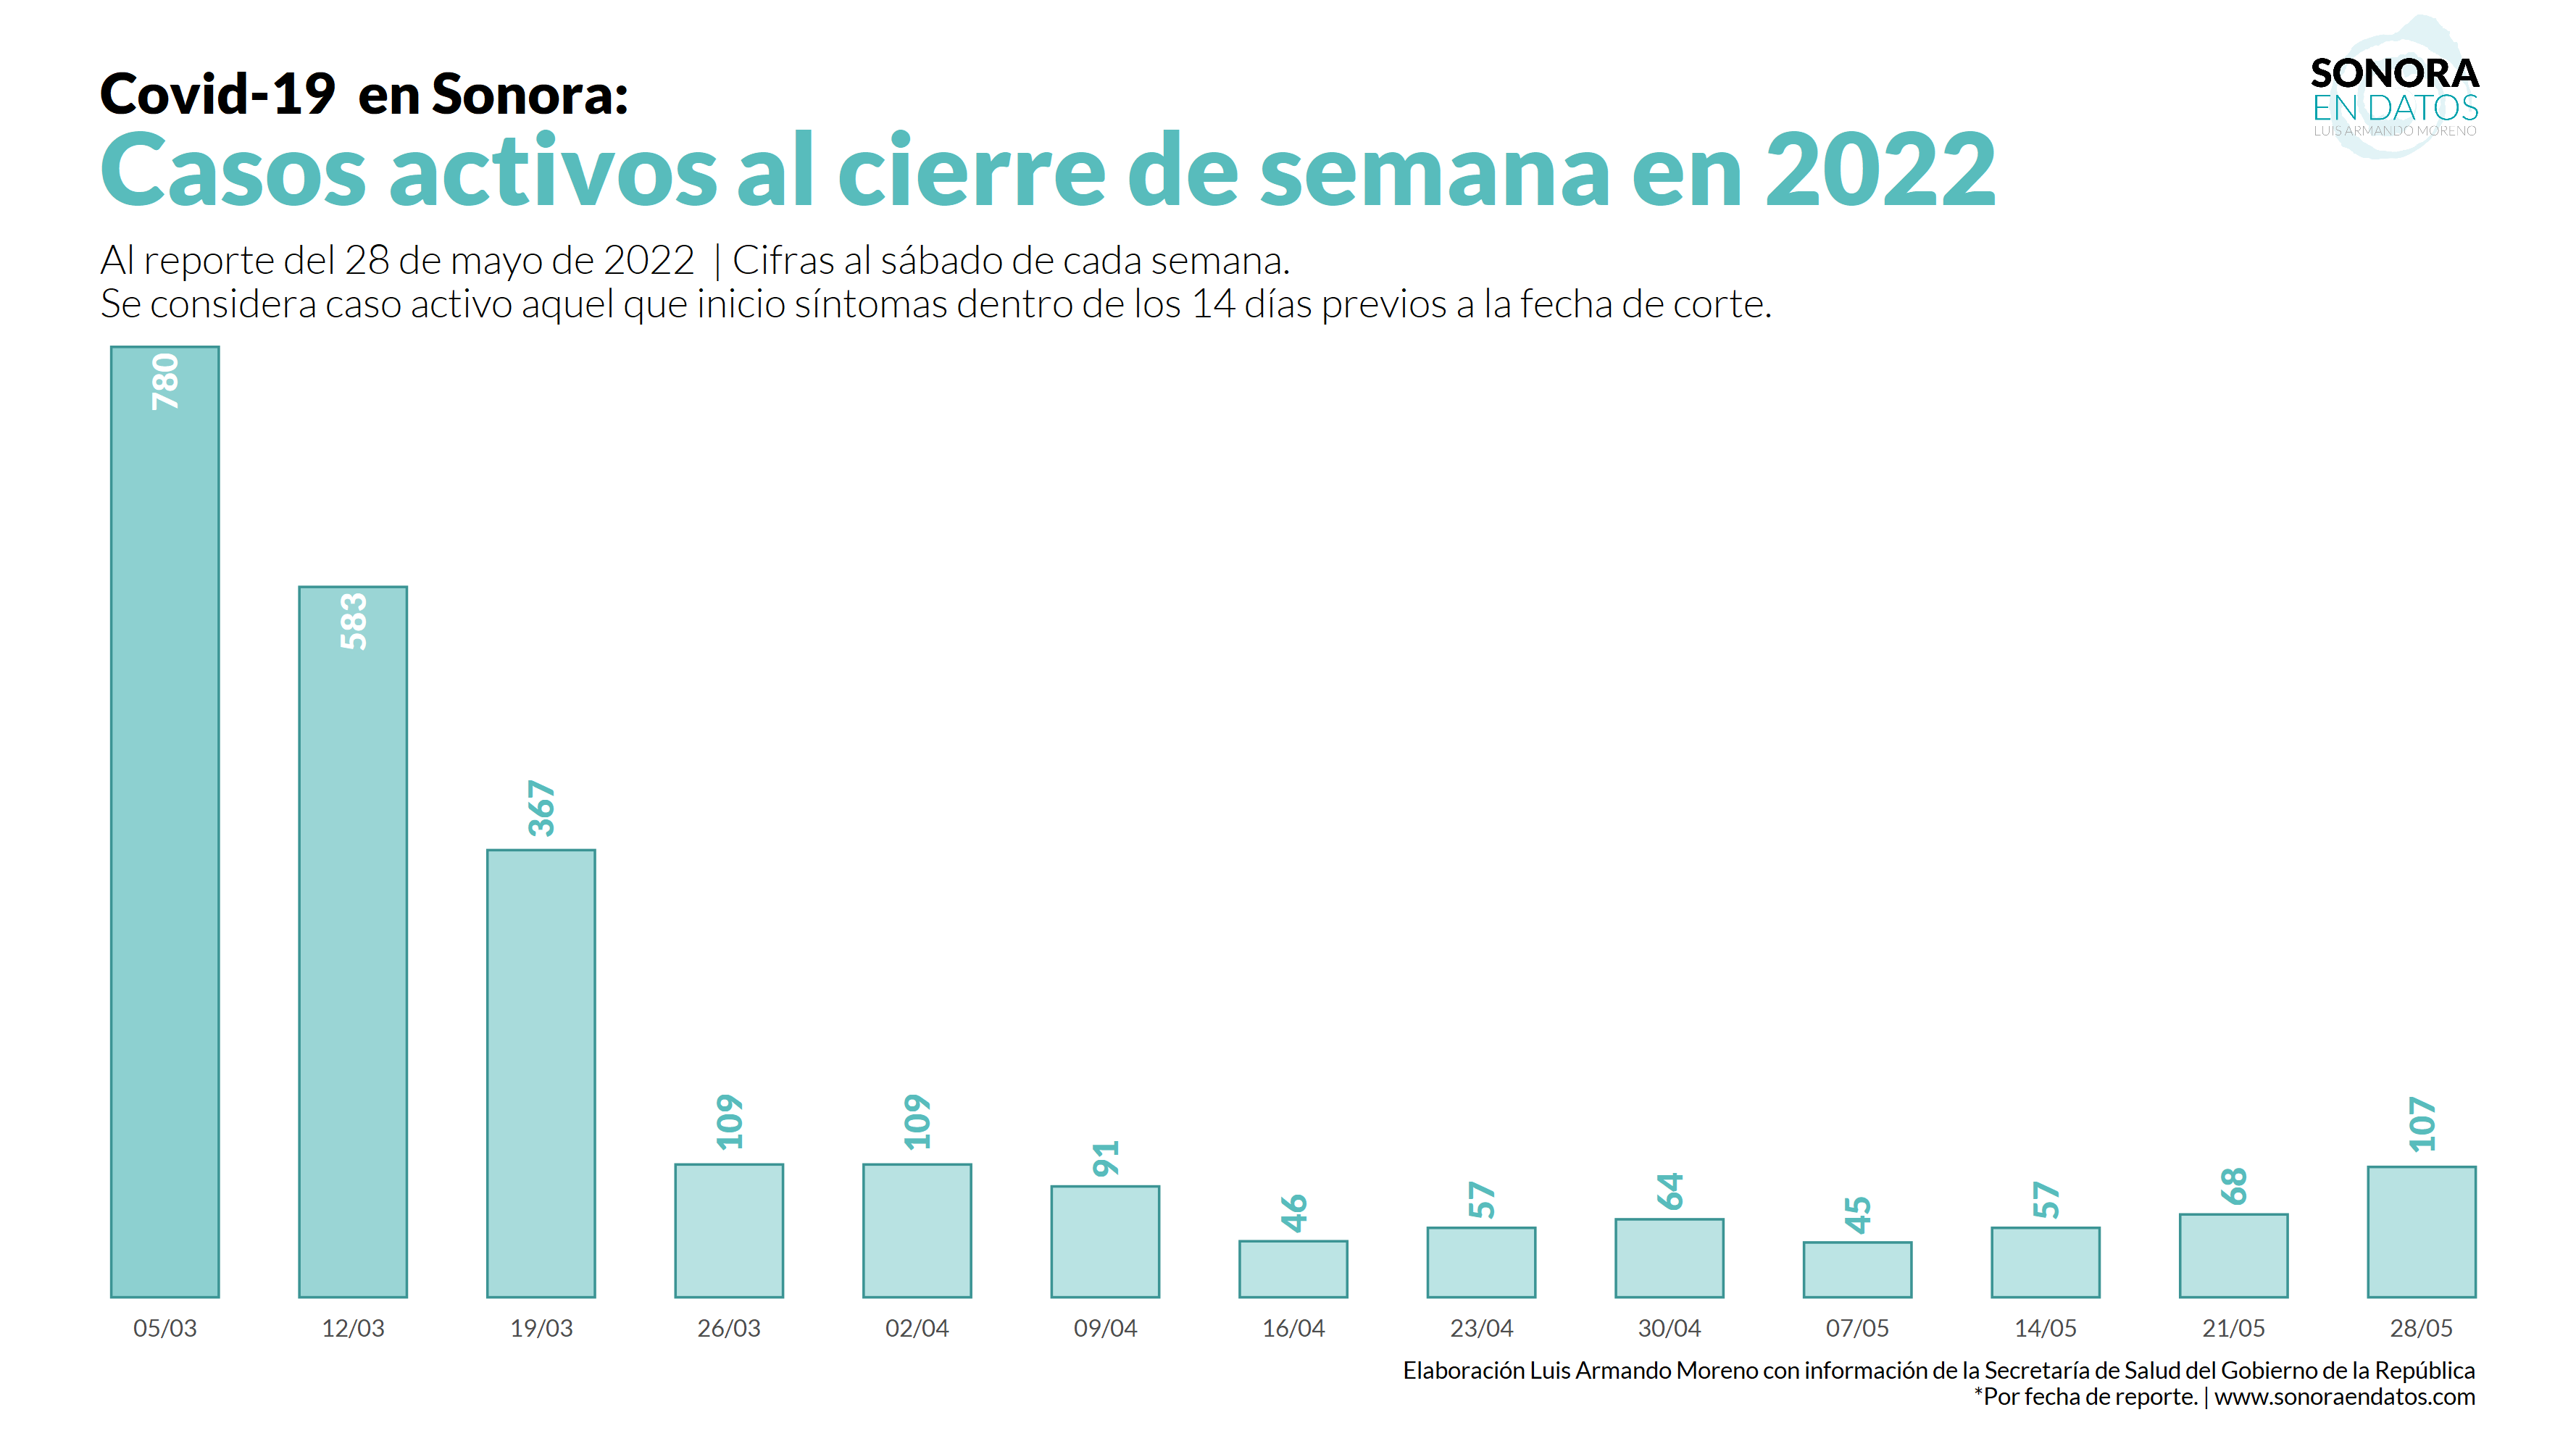 Covid-19 en Sonora:
Casos activos al cierre de semana en 2022
Al reporte del 28 de mayo de 2022 | Cifras al sábado de cada semana.
Se considera caso activo aquel que inicio síntomas dentro de los 14 días previos a la fecha de corte.
SONORA
EN DATOS
LUIS ARMANDO MORENO
780
583
367
109
109
91
46
57
64
45
57
68
107
05/03
12/03
19/03
26/03
02/04
09/04
16/04
23/04
30/04
07/05
14/05
21/05
28/05
Elaboración Luis Armando Moreno con información de la Secretaría de Salud del Gobierno de la República
*Por fecha de reporte. | www.sonoraendatos.com